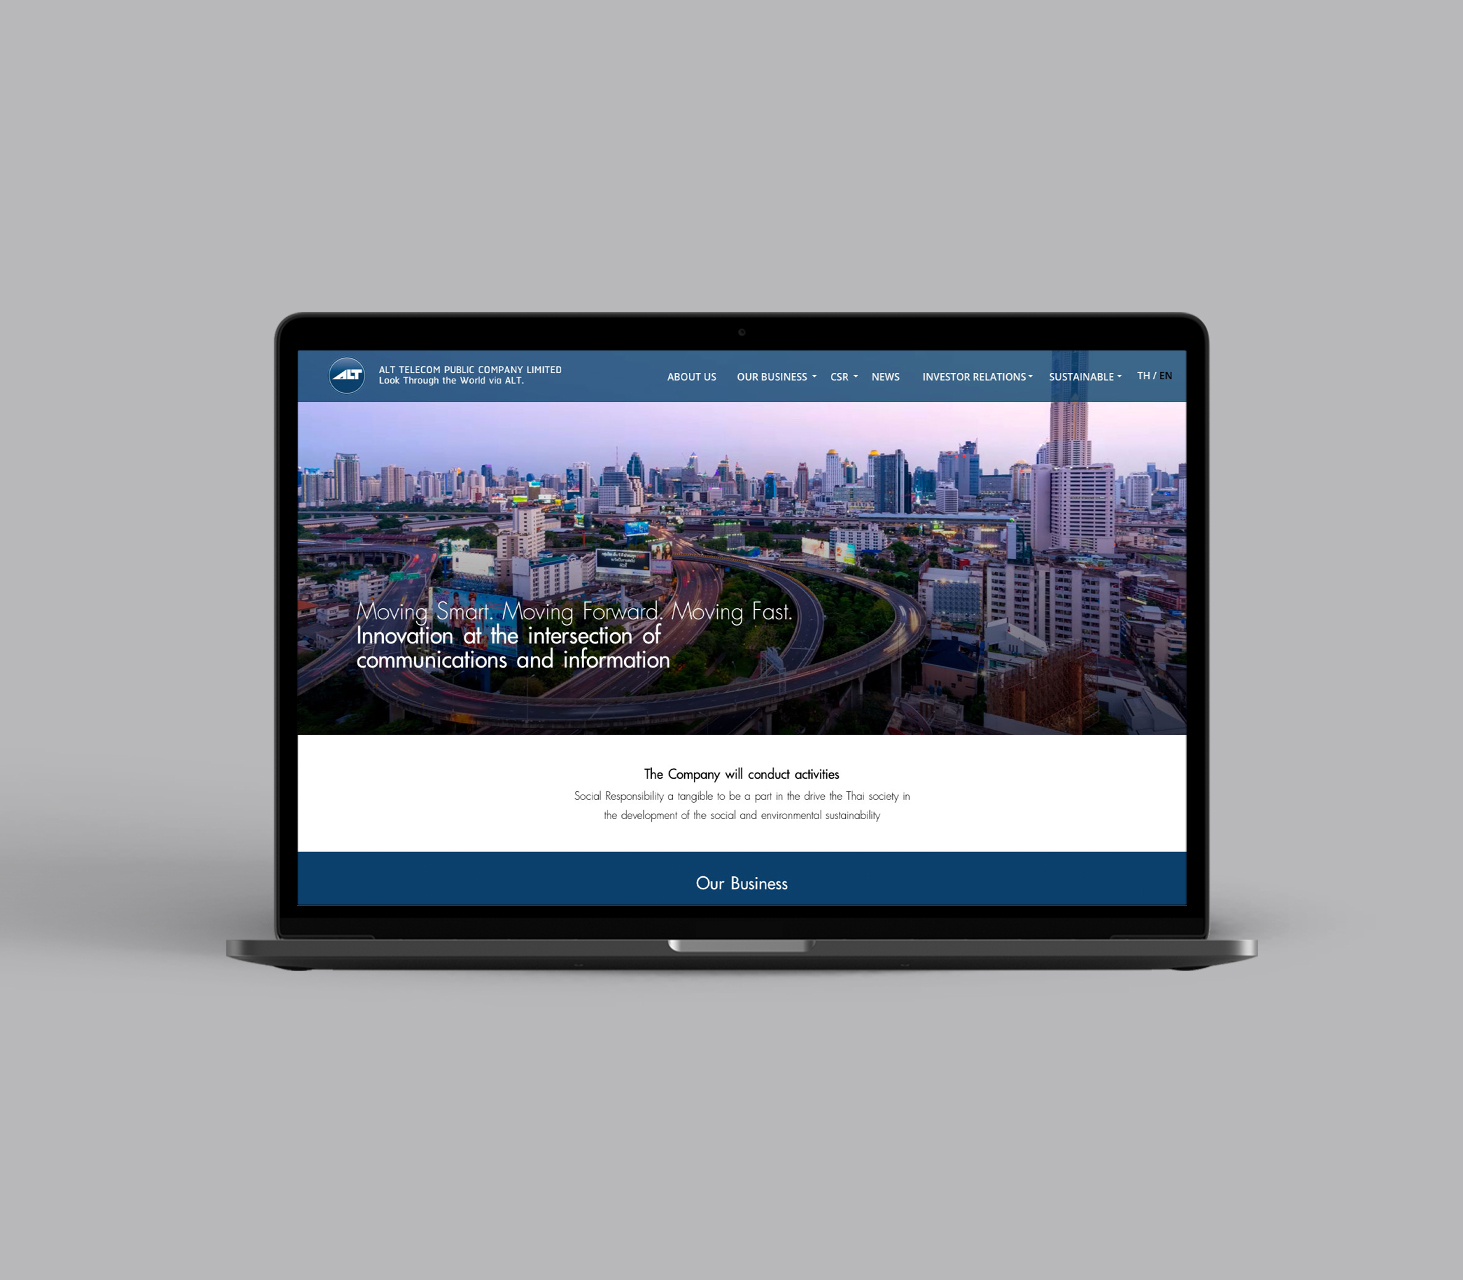 ALT
ALT TELECOM PUBLIC COMPANY LIMITED
Look Through the World via ALT.
ABOUT US OUR BUSINESS CSR NEWS INVESTOR RELATIONS SUSTAINABLE TH / EN
Moving Smart. Moving Forward. Moving Fast.
Innovation at the intersection of
communications and information
The Company will conduct activities
Social Responsibility a tangible to be a part in the drive the Thai society in
the development of the social and environmental sustainability
Our Business